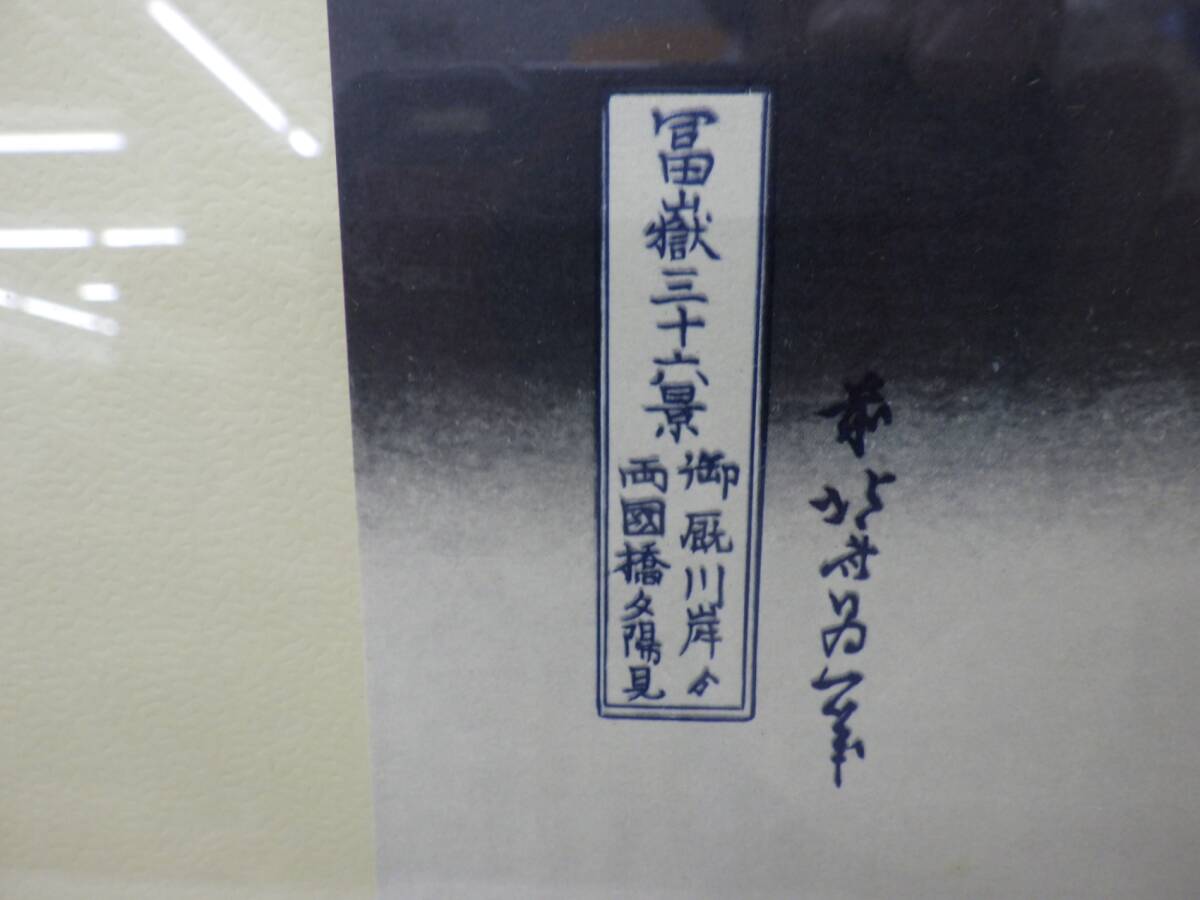 冨嶽三十六景
御厩川岸ゟ
両國橋夕陽見
前北斎為一筆